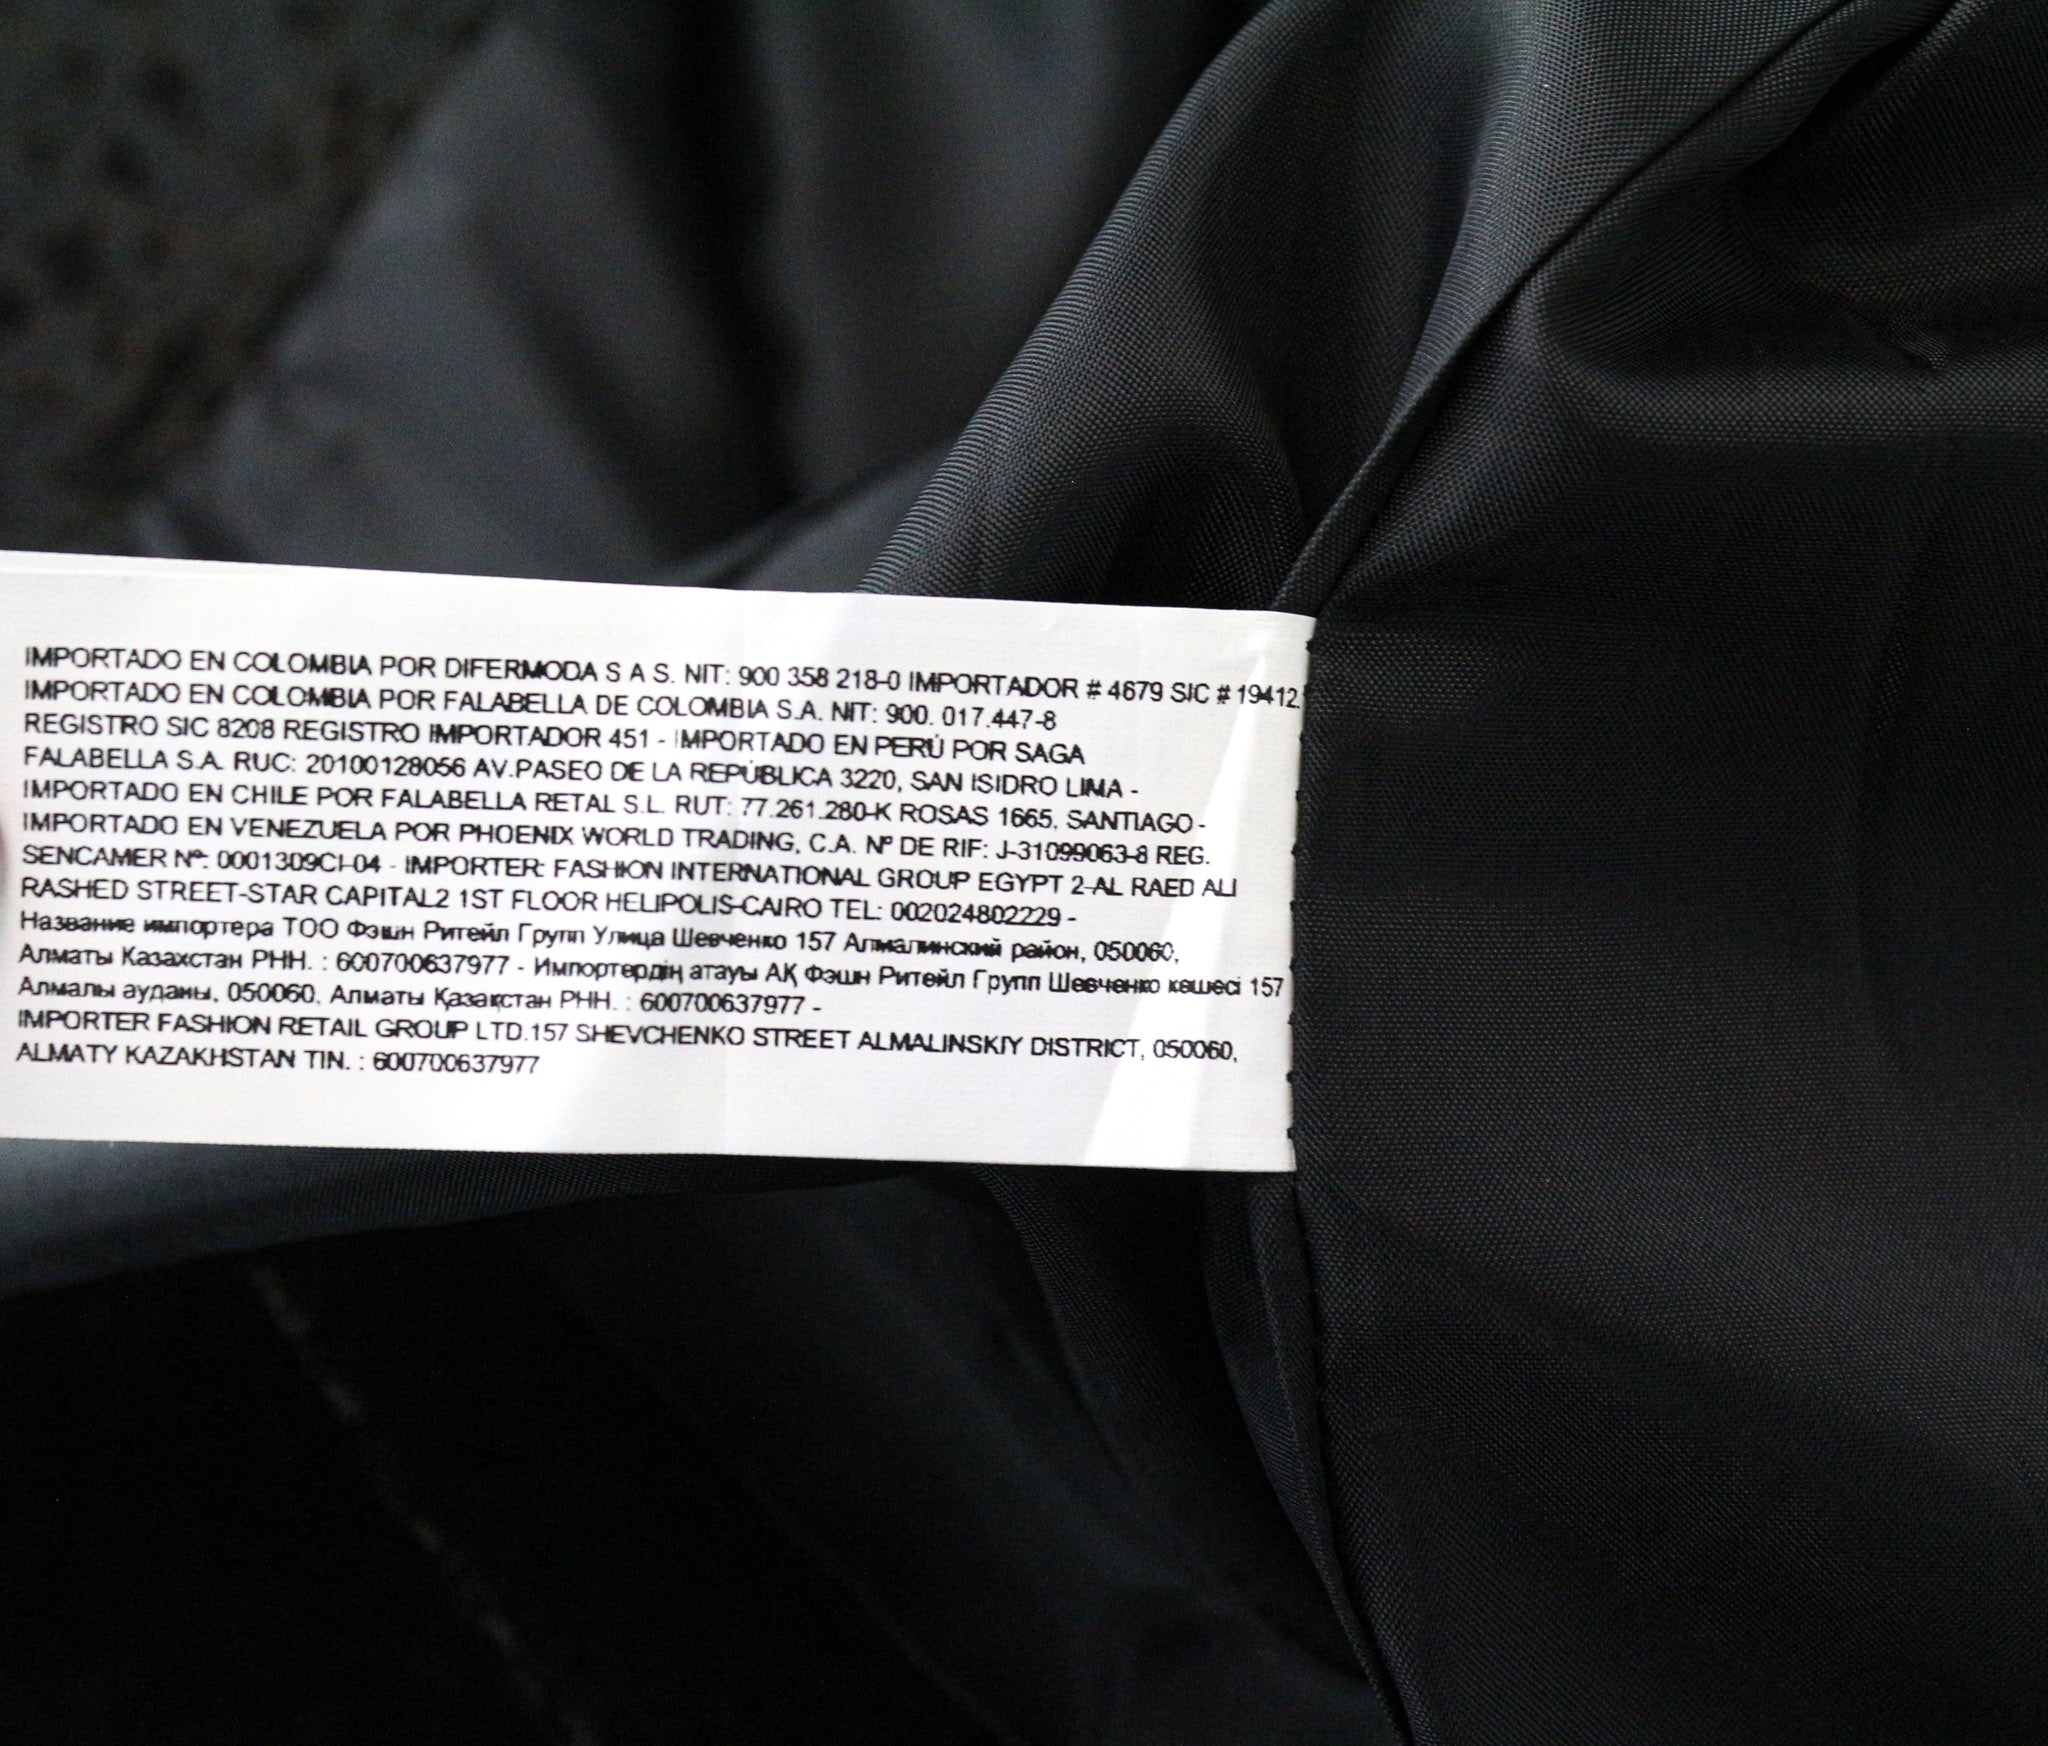 IMPORTADO EN COLOMBIA POR DIFERMODA S A S. NIT: 900 358 218-0 IMPORTADOR # 4679 SIC # 19412.
IMPORTADO EN COLOMBIA POR FALABELLA DE COLOMBIA S.A. NIT: 900. 017.447-8
REGISTRO SIC 8208 REGISTRO IMPORTADOR 451 - IMPORTADO EN PERÚ POR SAGA
FALABELLA S.A. RUC: 20100128056 AV.PASEO DE LA REPÚBLICA 3220, SAN ISIDRO LIMA -
IMPORTADO EN CHILE POR FALABELLA RETAL S.L. RUT: 77.261.280-K ROSAS 1665. SANTIAGO -
IMPORTADO EN VENEZUELA POR PHOENIX WORLD TRADING, C.A. Nº DE RIF: J-31099063-8 REG.
SENCAMER Nº: 0001309CI-04 - IMPORTER: FASHION INTERNATIONAL GROUP EGYPT 2-AL RAED ALI
RASHED STREET-STAR CAPITAL2 1ST FLOOR HELIPOLIS-CAIRO TEL: 002024802229 -
Название импортера ТОО Фэшн Ритейл Групп Улица Шевченко 157 Алмалинский район, 050060,
Алматы Казахстан РНН. : 600700637977 - Импортердің атауы АҚ Фэшн Ритейл Групп Шевченко көшесі 157
Алмалы ауданы, 050060, Алматы Қазақстан РНН. : 600700637977 -
IMPORTER FASHION RETAIL GROUP LTD.157 SHEVCHENKO STREET ALMALINSKIY DISTRICT, 050060,
ALMATY KAZAKHSTAN TIN. : 600700637977